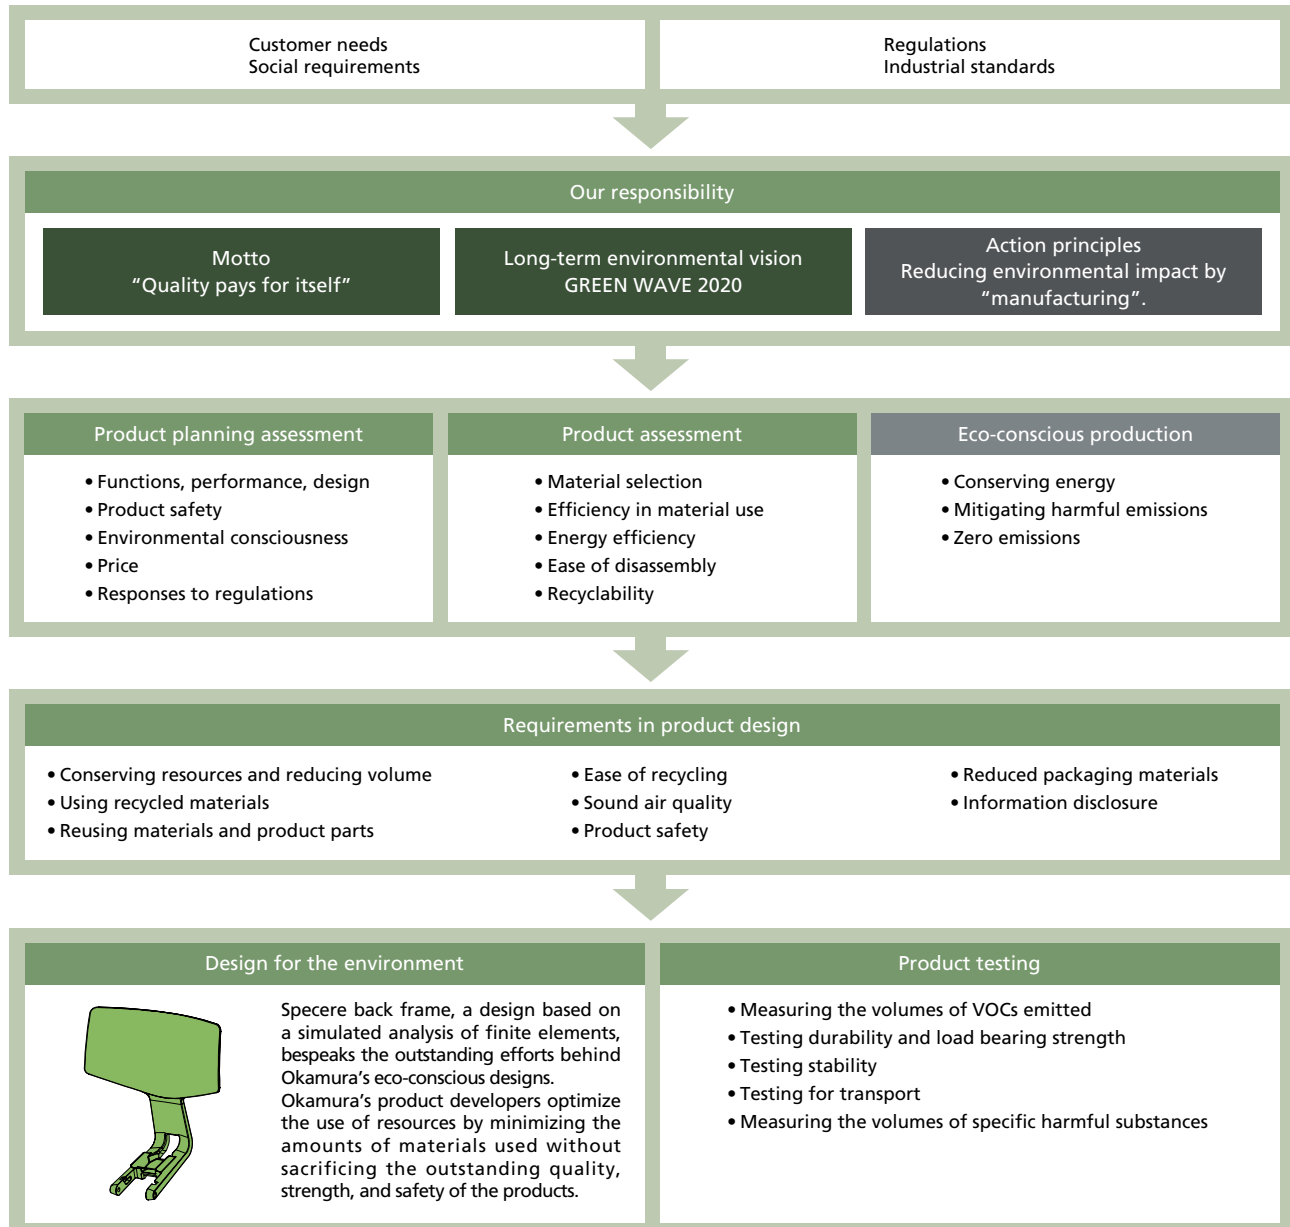 Customer needs
Social requirements
Regulations
Industrial standards
Our responsibility
Motto
“Quality pays for itself”
Long-term environmental vision
GREEN WAVE 2020
Action principles
Reducing environmental impact by
“manufacturing”.
Product planning assessment
• Functions, performance, design
• Product safety
• Environmental consciousness
• Price
• Responses to regulations
Product assessment
• Material selection
• Efficiency in material use
• Energy efficiency
• Ease of disassembly
• Recyclability
Eco-conscious production
• Conserving energy
• Mitigating harmful emissions
• Zero emissions
Requirements in product design
• Conserving resources and reducing volume
• Using recycled materials
• Reusing materials and product parts
• Ease of recycling
• Sound air quality
• Product safety
• Reduced packaging materials
• Information disclosure
Design for the environment
Specere back frame, a design based on
a simulated analysis of finite elements,
bespeaks the outstanding efforts behind
Okamura’s eco-conscious designs.
Okamura’s product developers optimize
the use of resources by minimizing the
amounts of materials used without
sacrificing the outstanding quality,
strength, and safety of the products.
Product testing
• Measuring the volumes of VOCs emitted
• Testing durability and load bearing strength
• Testing stability
• Testing for transport
• Measuring the volumes of specific harmful substances